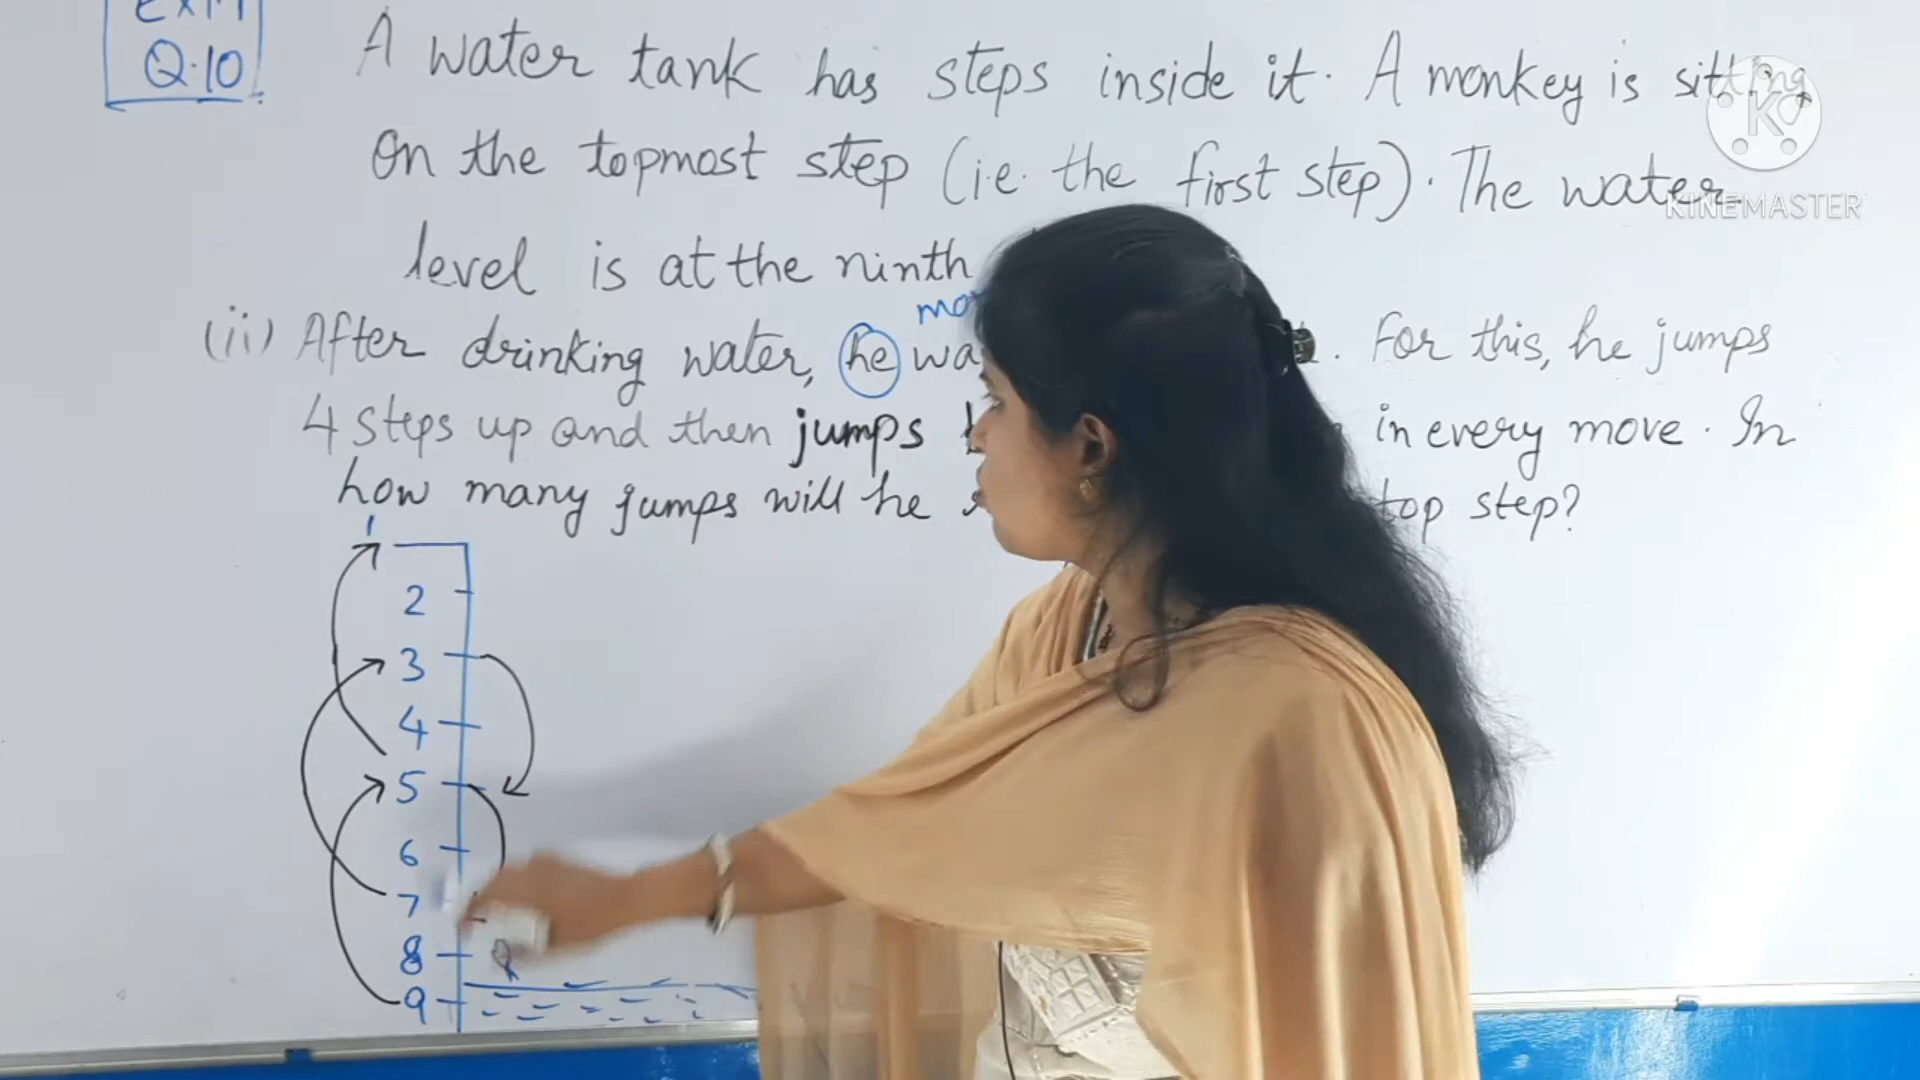 Q.10
A water tank has steps inside it. A monkey is sitting
on the topmost step (i.e. the first step). The water
level is at the ninth
(ii) After drinking water, he For this, he jumps
4 steps up and then jumps in every move. In
how many jumps will he top step?
1
2
3
4
5
6
7
8
9
K
KINEMASTER